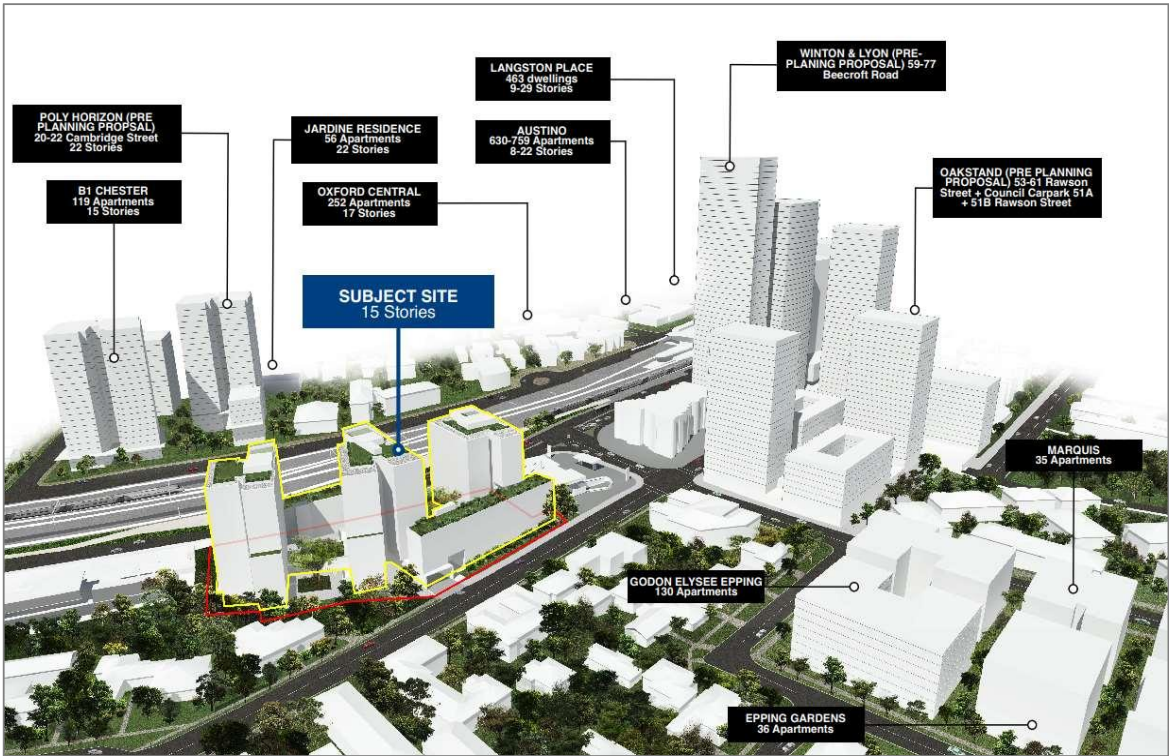 WINTON & LYON (PRE-
PLANING PROPOSAL) 59-77
Beecroft Road
LANGSTON PLACE
463 dwellings
9-29 Stories
POLY HORIZON (PRE
PLANNING PROPSAL)
20-22 Cambridge Street
22 Stories
JARDINE RESIDENCE
56 Apartments
22 Stories
AUSTINO
630-759 Apartments
8-22 Stories
OAKSTAND (PRE PLANNING
PROPOSAL) 53-61 Rawson
Street + Council Carpark 51A
+ 51B Rawson Street
B1 CHESTER
119 Apartments
15 Stories
OXFORD CENTRAL
252 Apartments
17 Stories
SUBJECT SITE
15 Stories
MARQUIS
35 Apartments
GODON ELYSEE EPPING
130 Apartments
EPPING GARDENS
36 Apartments